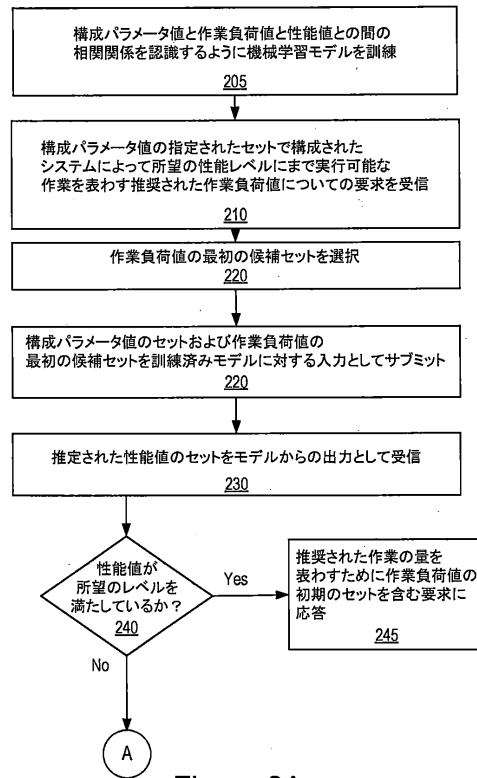 構成パラメータ値と作業負荷値と性能値との間の
相関関係を認識するように機械学習モデルを訓練
205
構成パラメータ値の指定されたセットで構成された
システムによって所望の性能レベルにまで実行可能な
作業を表わす推奨された作業負荷値についての要求を受信
210
作業負荷値の最初の候補セットを選択
220
構成パラメータ値のセットおよび作業負荷値の
最初の候補セットを訓練済みモデルに対する入力としてサブミット
220
推定された性能値のセットをモデルからの出力として受信
230
性能値が
所望のレベルを
満たしているか？
240
Yes
推奨された作業の量を
表わすために作業負荷値の
初期のセットを含む要求に
応答
245
No
A